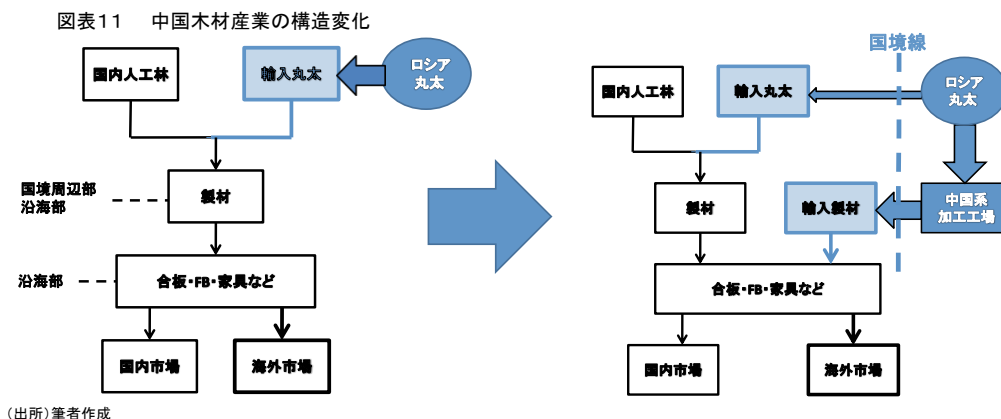 図表11　中国木材産業の構造変化
国内人工林
輸入丸太
ロシア
丸太
国境周辺部
沿海部
製材
沿海部
合板・FB・家具など
国内市場
海外市場
国境線
国内人工林
輸入丸太
ロシア
丸太
製材
輸入製材
中国系
加工工場
合板・FB・家具など
国内市場
海外市場
(出所)筆者作成